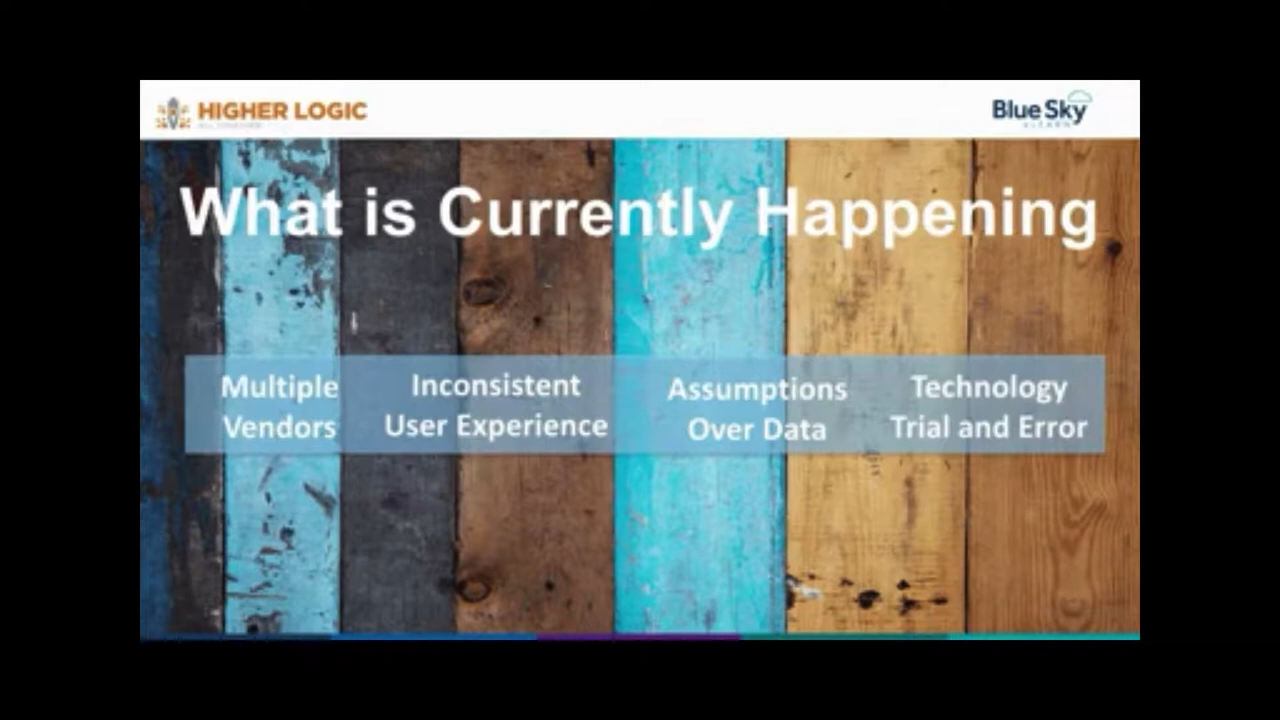 HIGHER LOGIC
Blue Sky
What is Currently Happening
Multiple
Vendors
Inconsistent
User Experience
Assumptions
Over Data
Technology
Trial and Error